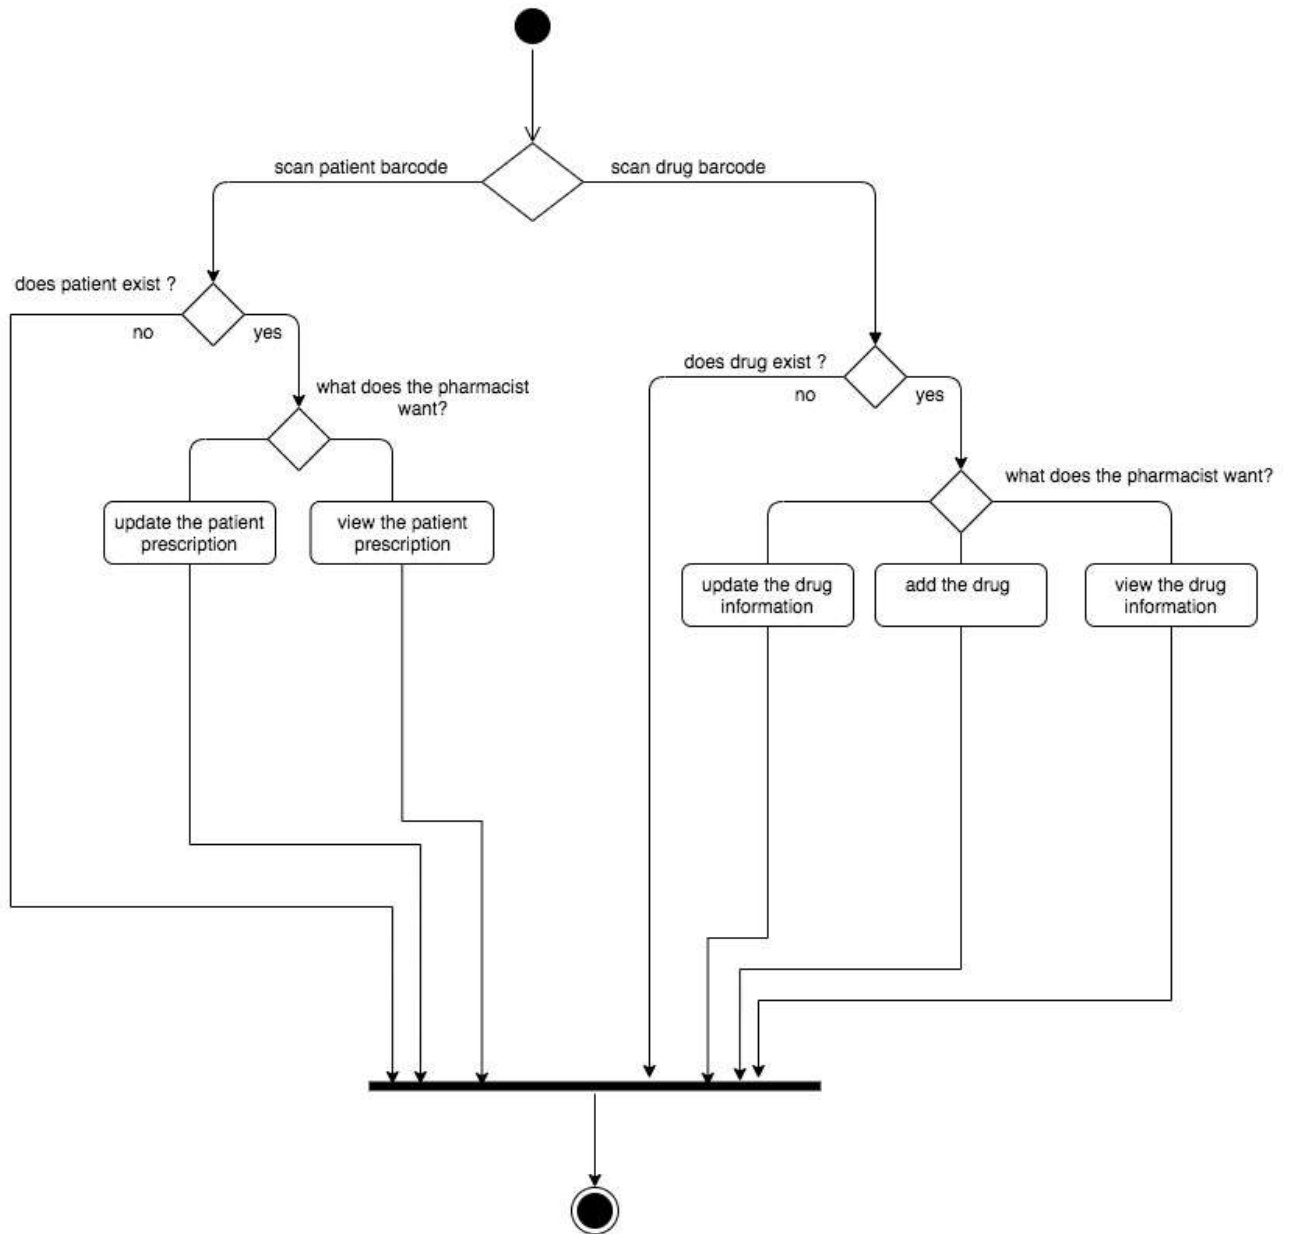 scan patient barcode
scan drug barcode
does patient exist ?
no
yes
does drug exist ?
no
yes
what does the pharmacist
want?
what does the pharmacist want?
update the patient
prescription
view the patient
prescription
update the drug
information
add the drug
view the drug
information